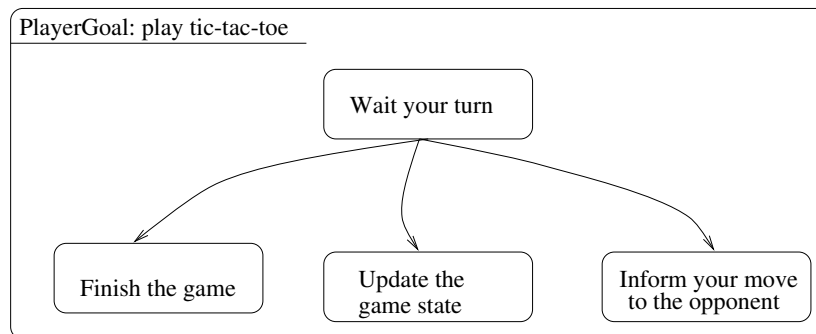 PlayerGoal: play tic-tac-toe
Wait your turn
Finish the game
Update the
game state
Inform your move
to the opponent